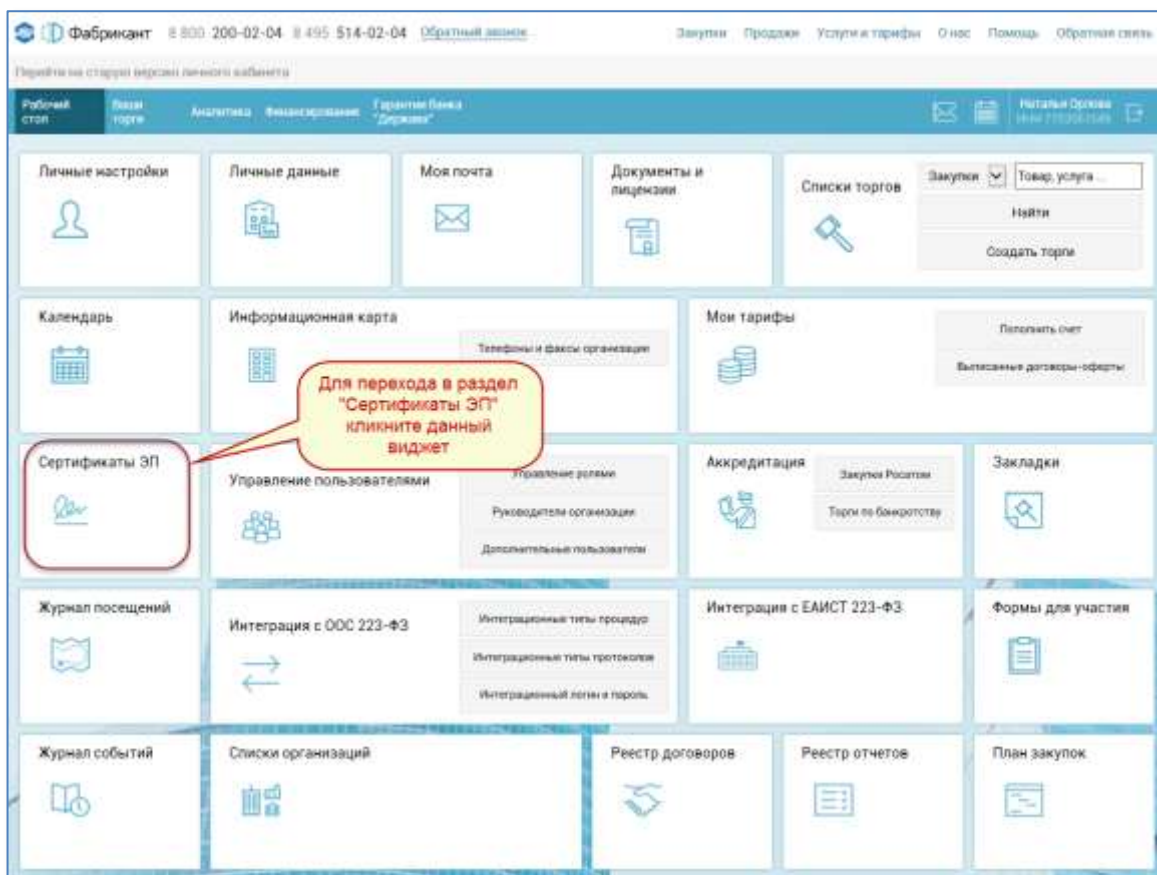 Фабрикант 8 800 200-02-04 8 495 514-02-04 Обратный звонок
Закупки Продажи Услуги и тарифы О нас Помощь Обратная связь
Перейти на старую версию личного кабинета
Рабочий стол
Ваши торги
Аналитика
Финансирование
Гарантии банка "Держава"
Наталья Орлова
Личные настройки
Личные данные
Моя почта
Документы и
лицензии
Списки торгов
Закупки
Товар, услуга ...
Найти
Создать торги
Календарь
Информационная карта
Телефоны и факсы организации
Мои тарифы
Пополнить счет
Выписанные договоры-оферты
Для перехода в раздел
"Сертификаты ЭП"
кликните данный
виджет
Сертификаты ЭП
Управление пользователями
Управление ролями
Руководители организации
Дополнительные пользователи
Аккредитация
Закупки Росатом
Торги по банкротству
Закладки
Журнал посещений
Интеграция с ООС 223-ФЗ
Интеграционные типы процедур
Интеграционные типы протоколов
Интеграционный логин и пароль
Интеграция с ЕАИСТ 223-ФЗ
Формы для участия
Журнал событий
Списки организаций
Реестр договоров
Реестр отчетов
План закупок